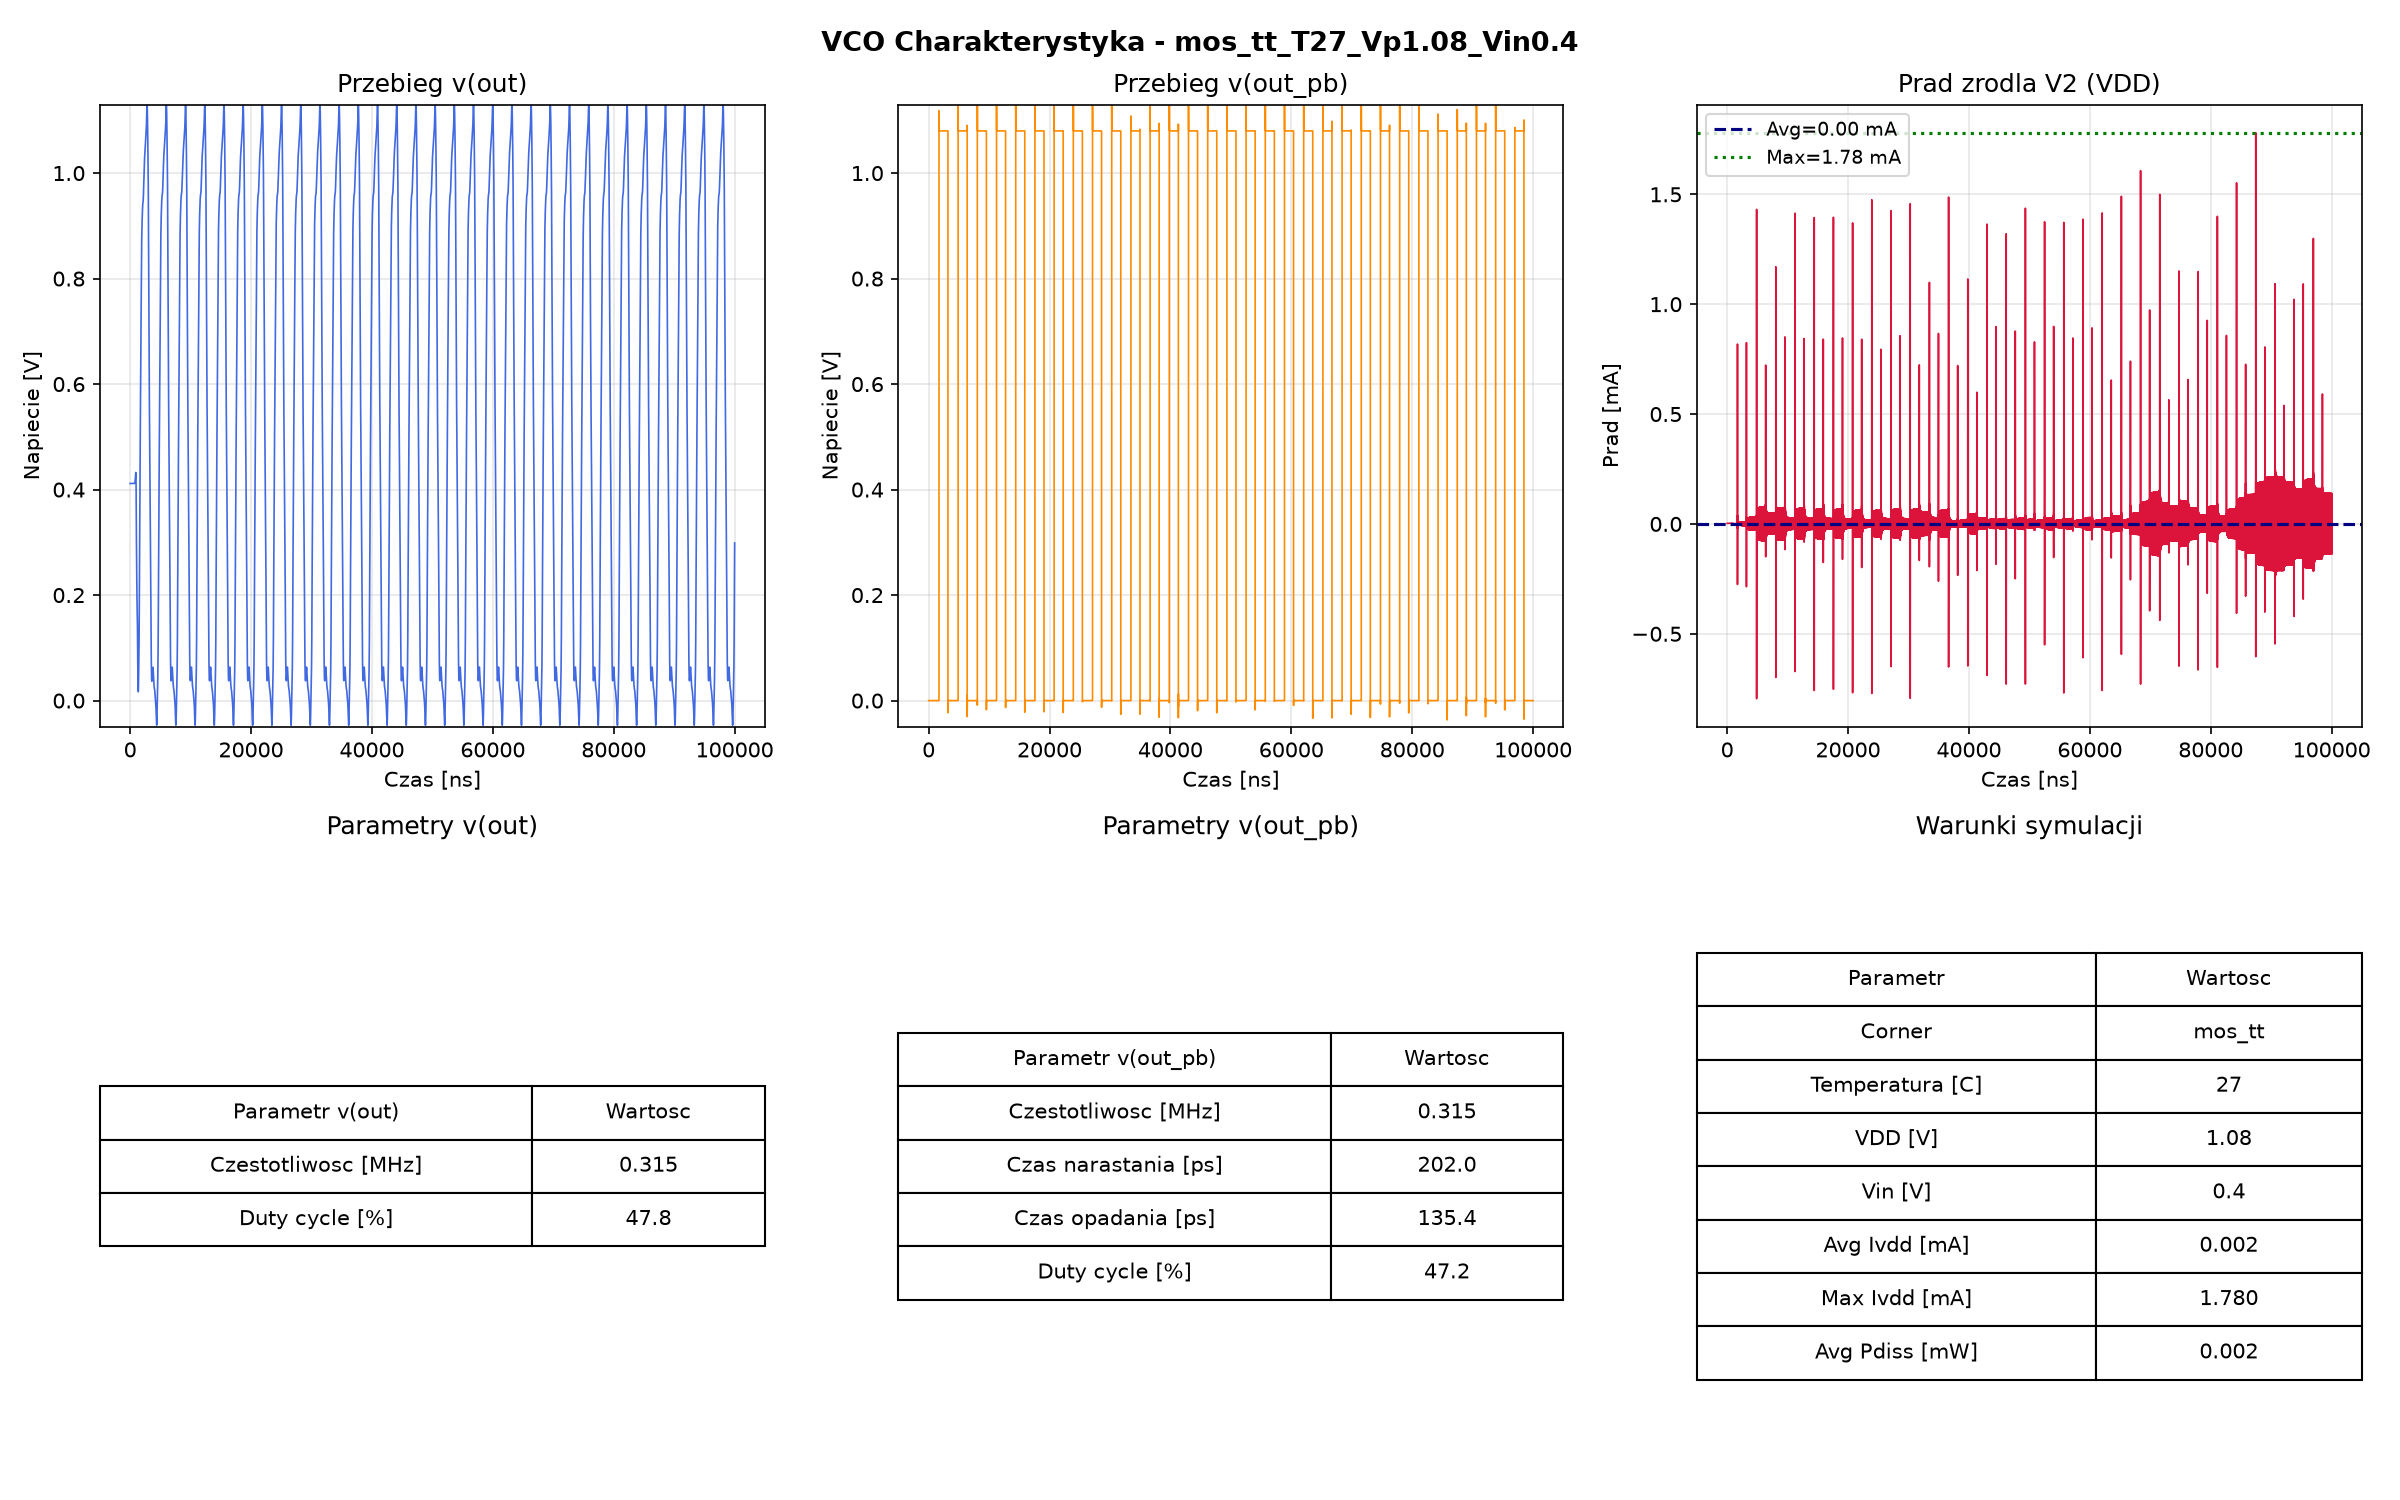 VCO Charakterystyka - mos_tt_T27_Vp1.08_Vin0.4
Przebieg v(out)
Napiecie [V]
1.0
0.8
0.6
0.4
0.2
0.0
0 20000 40000 60000 80000 100000
Czas [ns]
Przebieg v(out_pb)
Napiecie [V]
1.0
0.8
0.6
0.4
0.2
0.0
0 20000 40000 60000 80000 100000
Czas [ns]
Prad zrodla V2 (VDD)
Avg=0.00 mA
Max=1.78 mA
Prad [mA]
1.5
1.0
0.5
0.0
−0.5
0 20000 40000 60000 80000 100000
Czas [ns]
Parametry v(out)
Parametr v(out) Wartosc
Czestotliwosc [MHz] 0.315
Duty cycle [%] 47.8
Parametry v(out_pb)
Parametr v(out_pb) Wartosc
Czestotliwosc [MHz] 0.315
Czas narastania [ps] 202.0
Czas opadania [ps] 135.4
Duty cycle [%] 47.2
Warunki symulacji
Parametr Wartosc
Corner mos_tt
Temperatura [C] 27
VDD [V] 1.08
Vin [V] 0.4
Avg Ivdd [mA] 0.002
Max Ivdd [mA] 1.780
Avg Pdiss [mW] 0.002